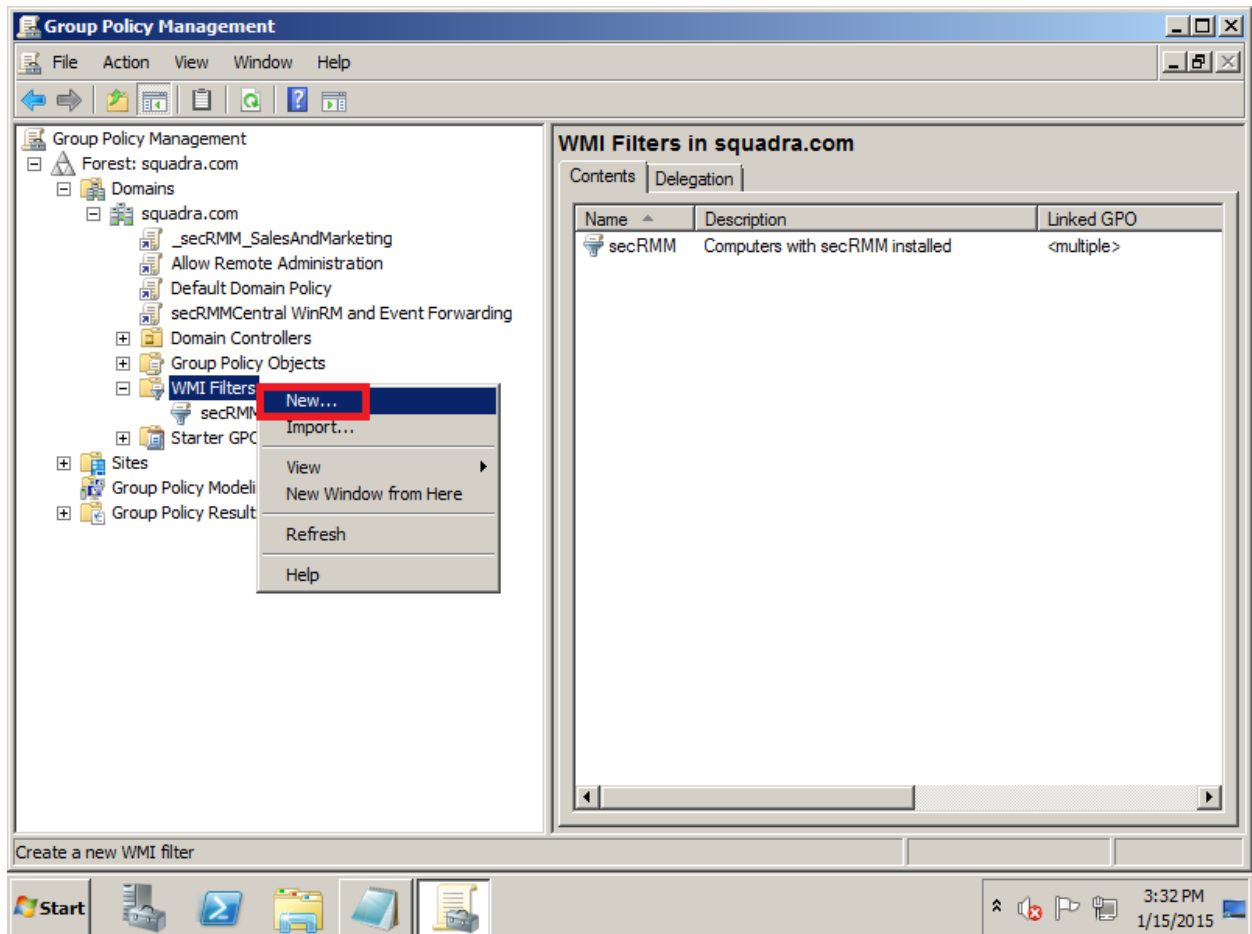 Group Policy Management
File Action View Window Help
Group Policy Management
Forest: squadra.com
Domains
squadra.com
_secRMM_SalesAndMarketing
Allow Remote Administration
Default Domain Policy
secRMMCentral WinRM and Event Forwarding
Domain Controllers
Group Policy Objects
WMI Filters
secRMM
Starter GPO
Sites
Group Policy Modeli
Group Policy Result
New...
Import...
View
New Window from Here
Refresh
Help
WMI Filters in squadra.com
Contents Delegation
Name Description Linked GPO
secRMM Computers with secRMM installed <multiple>
Create a new WMI filter
Start
3:32 PM
1/15/2015